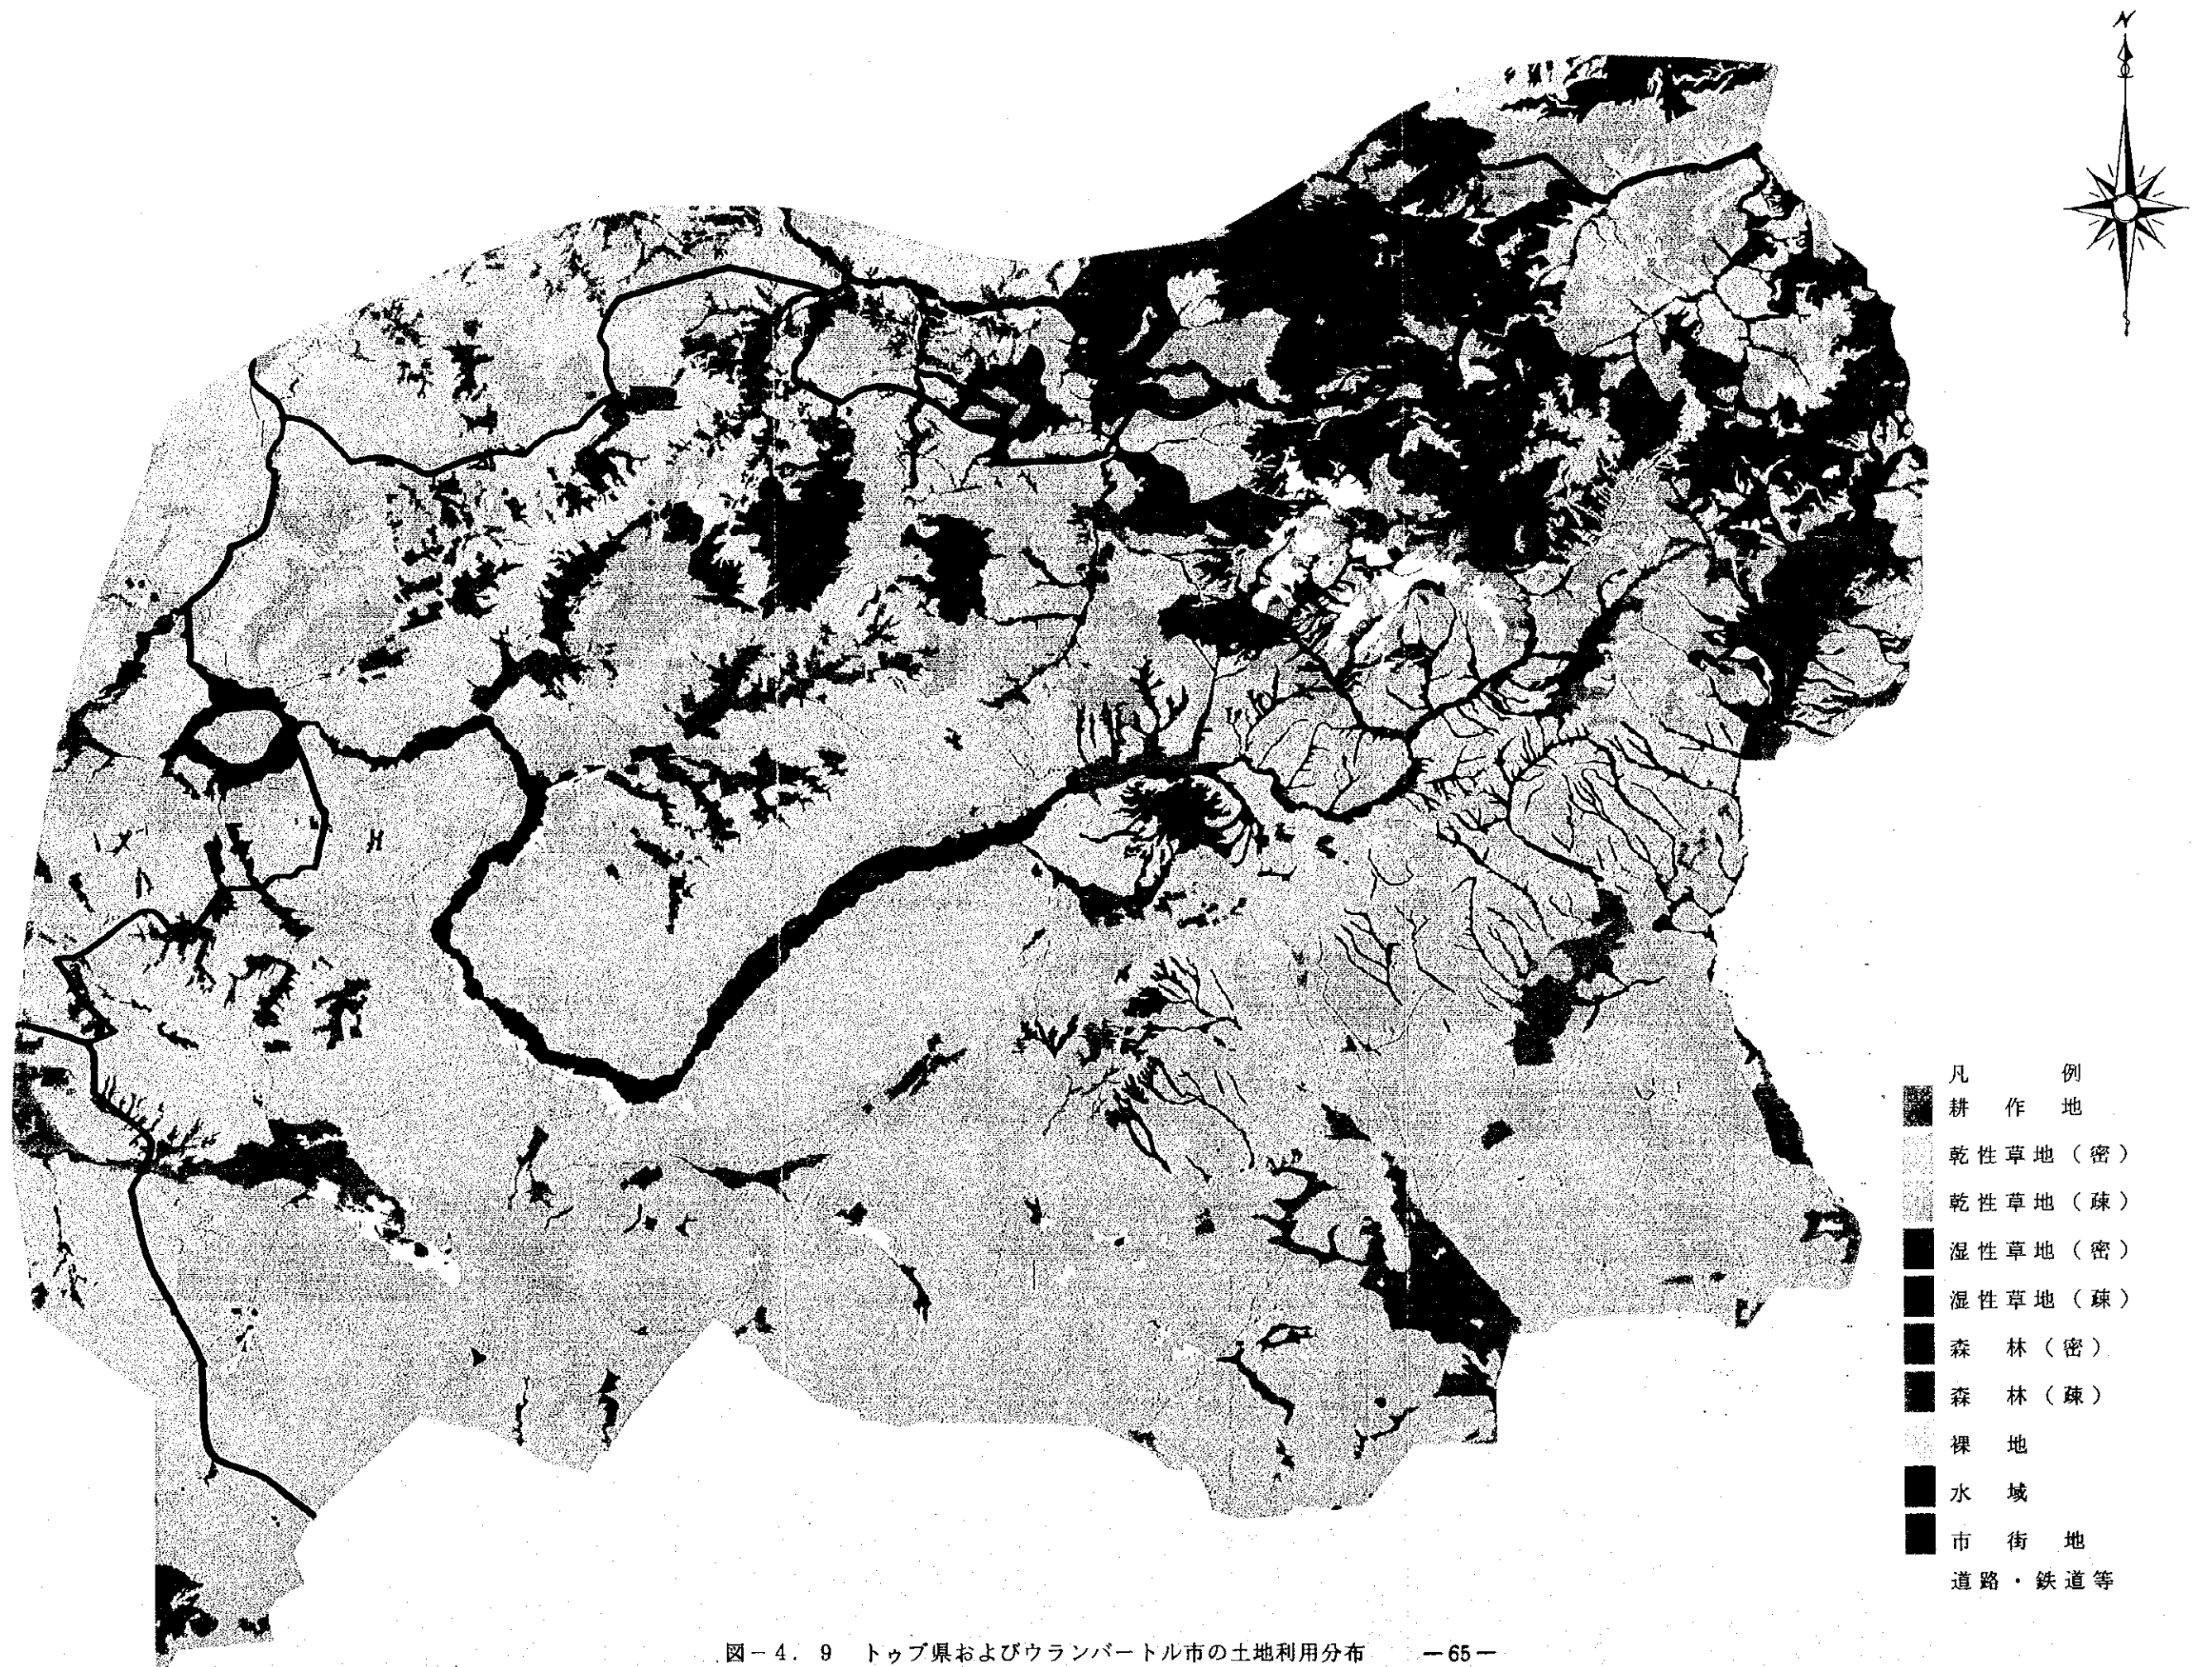 N
凡 例
耕 作 地
乾性草地(密)
乾性草地(疎)
湿性草地(密)
湿性草地(疎)
森 林(密)
森 林(疎)
裸 地
水 域
市 街 地
道路・鉄道等
図-4.9 トゥブ県およびウランバートル市の土地利用分布 -65-